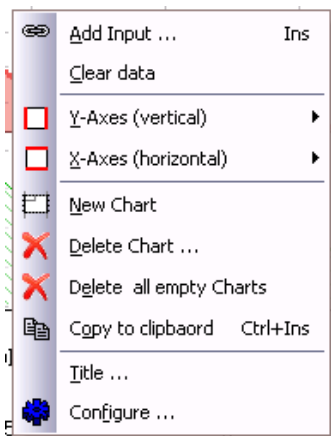 Add Input ... Ins
Clear data
Y-Axes (vertical)
X-Axes (horizontal)
New Chart
Delete Chart ...
Delete all empty Charts
Copy to clipbaord Ctrl+Ins
Title ...
Configure ...